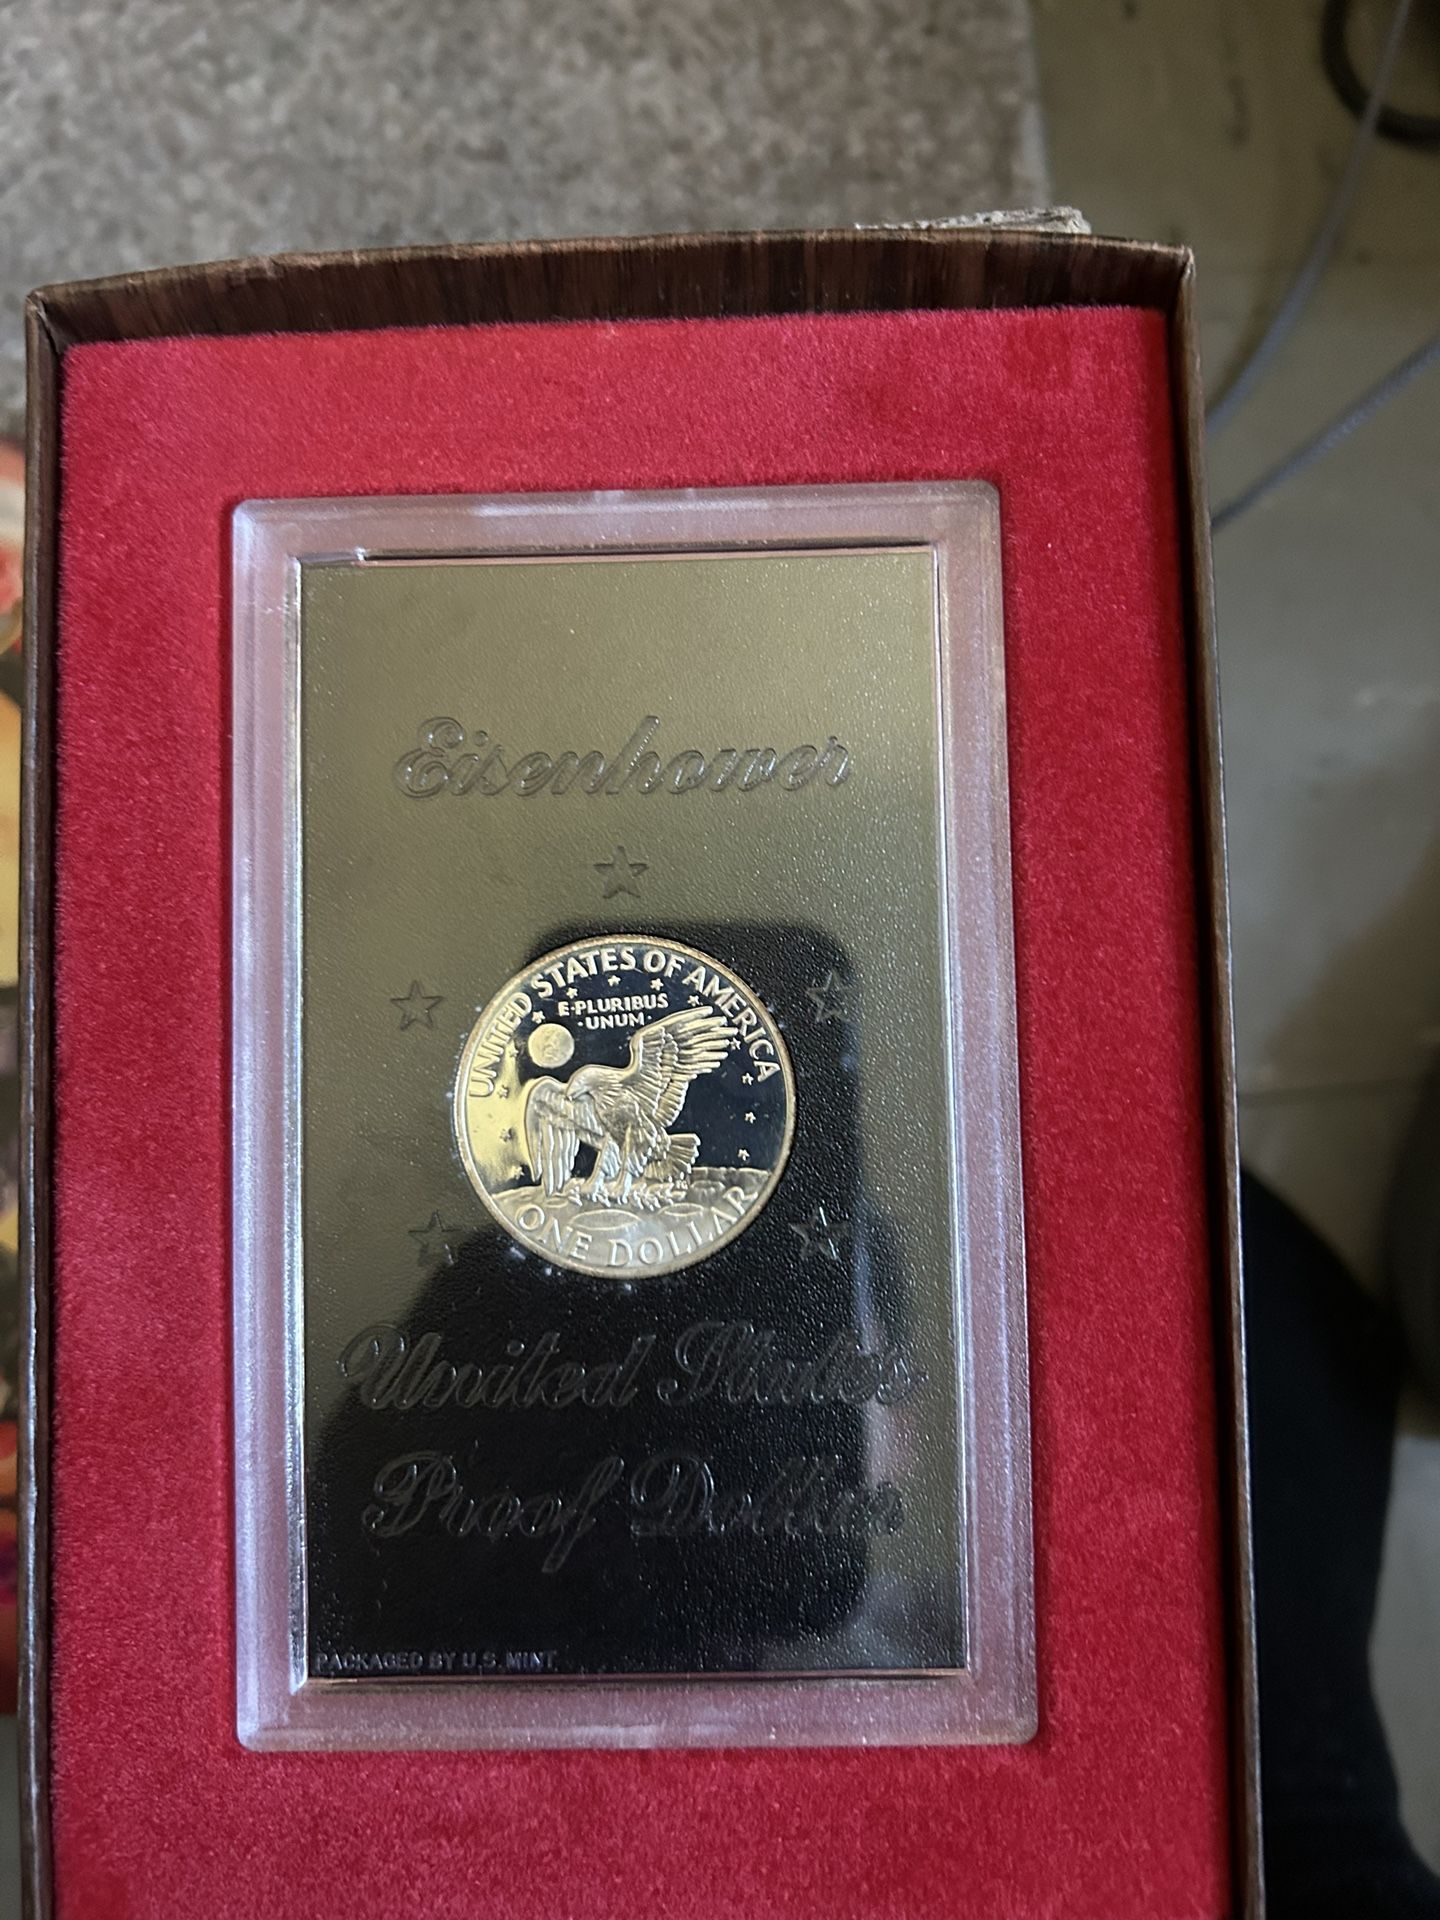 Eisenhower
UNITED STATES OF AMERICA
E·PLURIBUS
·UNUM·
ONE DOLLAR
United States
Proof Dollar
PACKAGED BY U.S. MINT